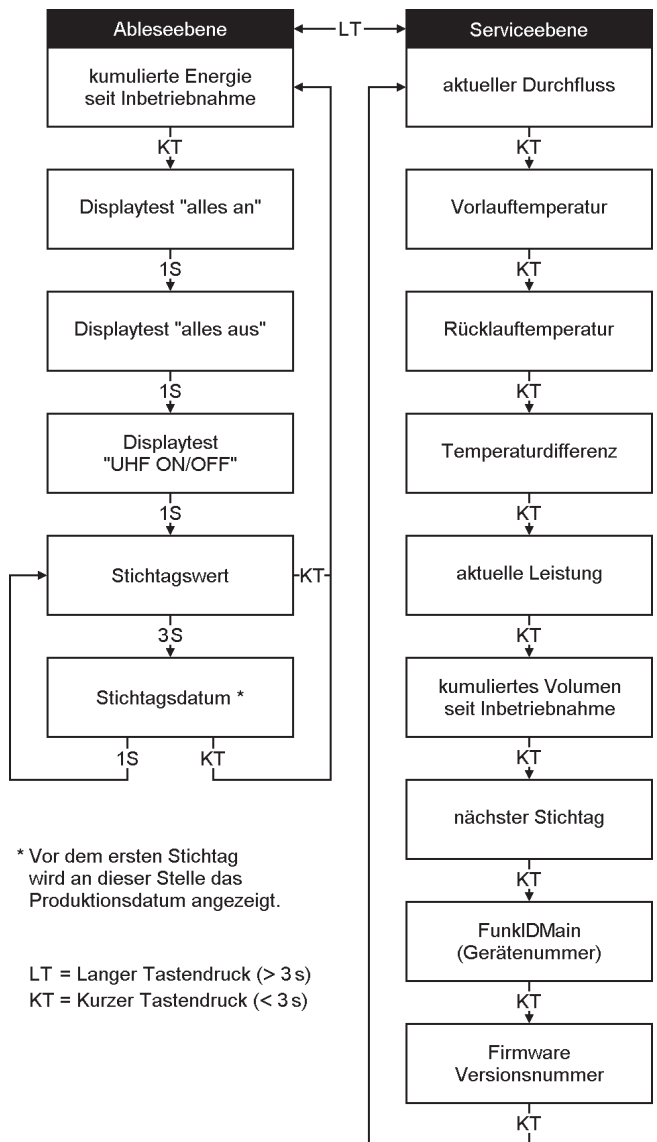 Ableseebene
LT
Serviceebene
kumulierte Energie
seit Inbetriebnahme
KT
Displaytest "alles an"
1S
Displaytest "alles aus"
1S
Displaytest
"UHF ON/OFF"
1S
Stichtagswert
KT
3S
Stichtagsdatum *
1S
KT
aktueller Durchfluss
KT
Vorlauftemperatur
KT
Rücklauftemperatur
KT
Temperaturdifferenz
KT
aktuelle Leistung
KT
kumuliertes Volumen
seit Inbetriebnahme
KT
nächster Stichtag
KT
FunkIDMain
(Gerätenummer)
KT
Firmware
Versionsnummer
KT
* Vor dem ersten Stichtag
wird an dieser Stelle das
Produktionsdatum angezeigt.
LT = Langer Tastendruck (> 3 s)
KT = Kurzer Tastendruck (< 3 s)